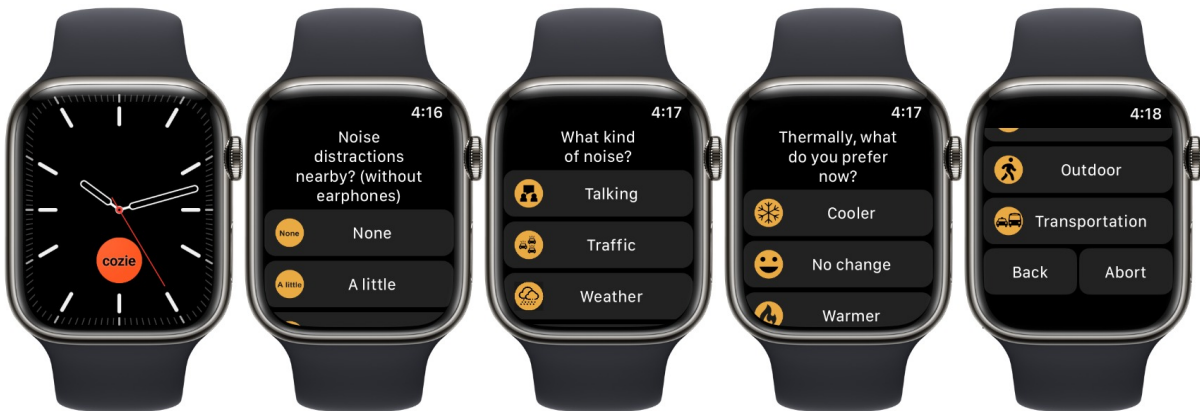 cozie
4:16
Noise
distractions
nearby? (without
earphones)
None
None
A little
A little
4:17
What kind
of noise?
Talking
Traffic
Weather
4:17
Thermally, what
do you prefer
now?
Cooler
No change
Warmer
4:18
Outdoor
Transportation
Back
Abort